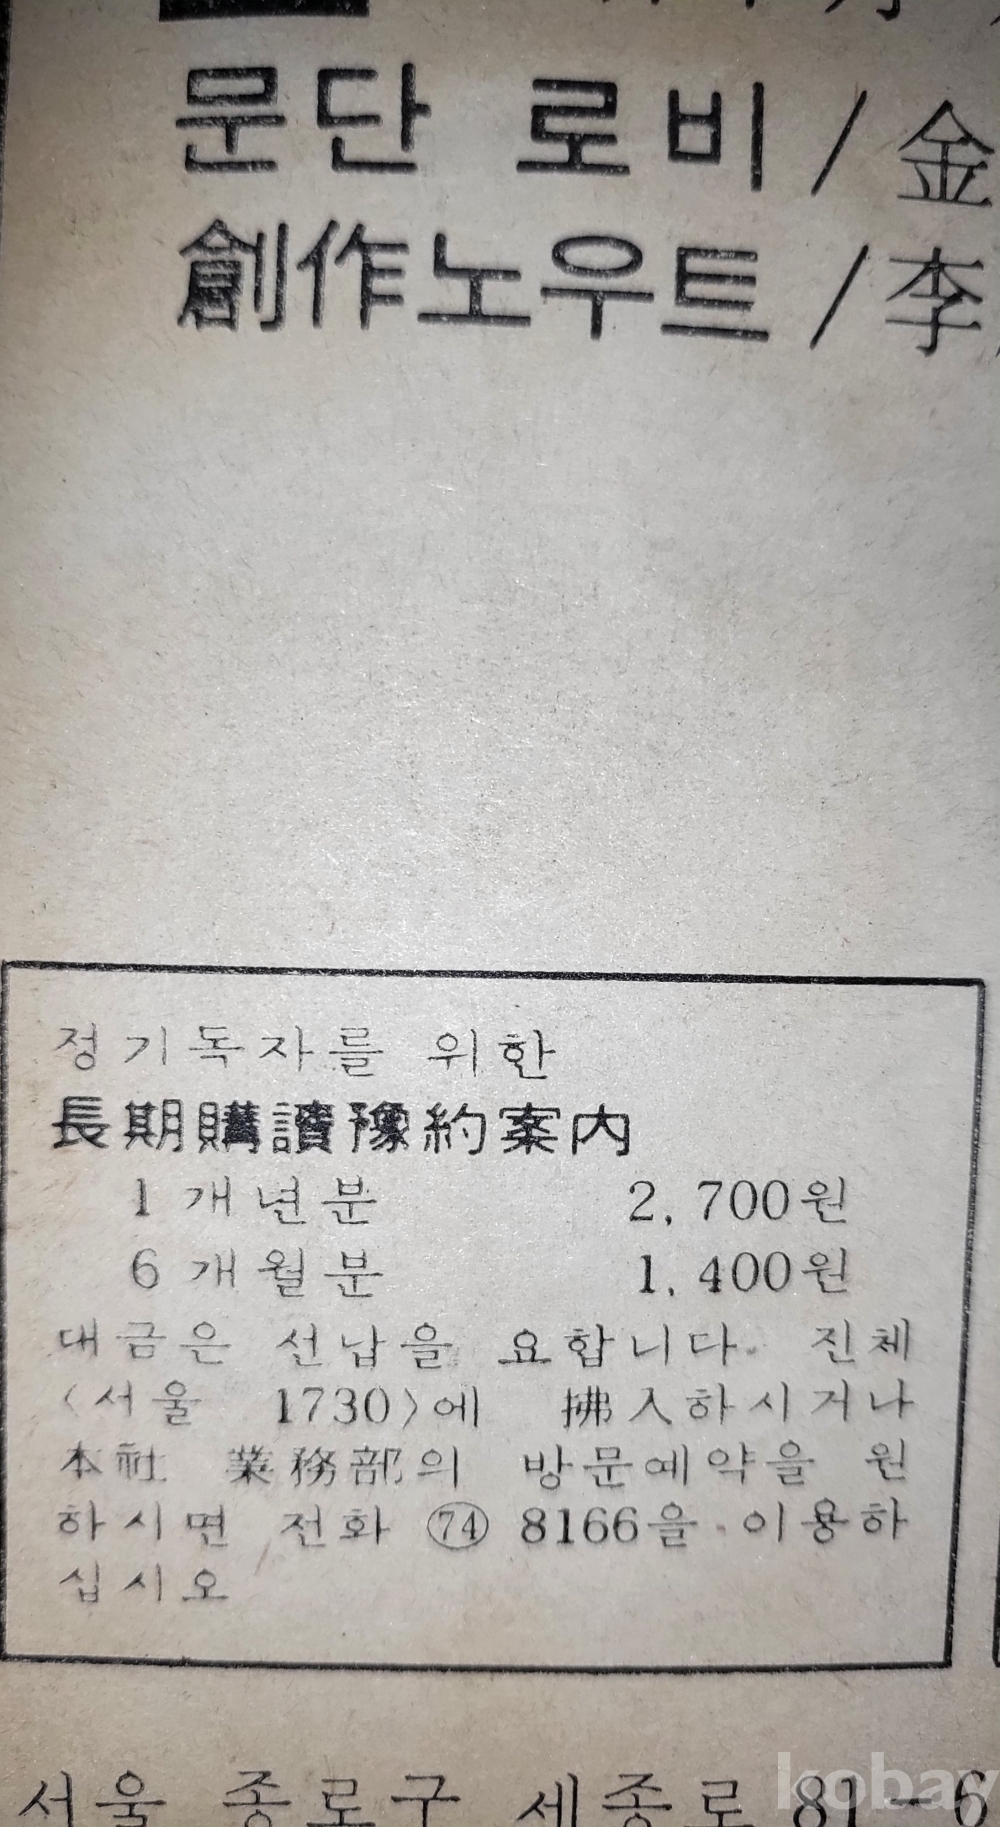 문단 로비 / 金
創作노우트 / 李
정기독자를 위한
長期購讀豫約案內
1개년분 2,700원
6개월분 1,400원
대금은 선납을 요합니다. 진체
〈서울 1730〉에 拂入하시거나
本社 業務部의 방문예약을 원
하시면 전화 ㉔ 8166을 이용하
십시오
서울 종로구 세종로 81-6
kobay